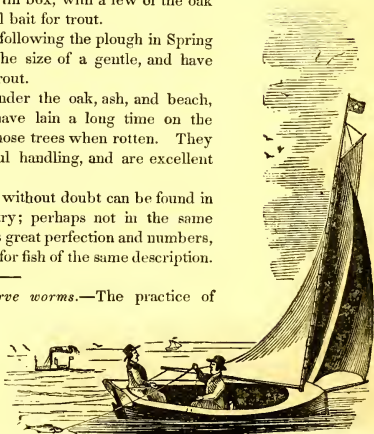 tin box, with a few of the oak
l bait for trout.
following the plough in Spring
he size of a gentle, and have
rout.
nder the oak, ash, and beach,
ave lain a long time on the
hose trees when rotten. They
ul handling, and are excellent
without doubt can be found in
ry; perhaps not in the same
s great perfection and numbers,
for fish of the same description.
rve worms.—The practice of